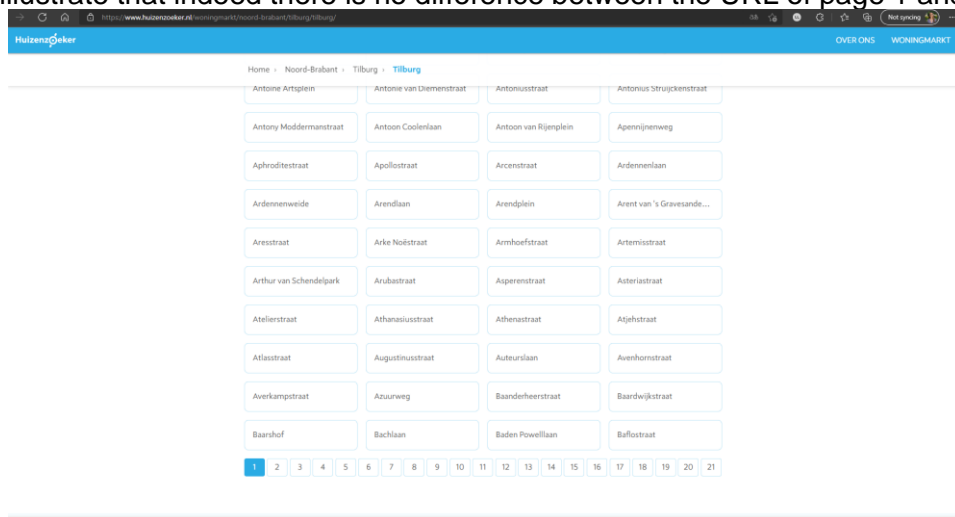 illustrate that indeed there is no difference between the URL of page 1 and
https://www.huizenzoeker.nl/woningmarkt/noord-brabant/tilburg/tilburg/
Not syncing
Huizenzoeker
OVER ONS WONINGMARKT
Home › Noord-Brabant › Tilburg › Tilburg
Antoine Artsplein Antonie van Diemenstraat Antoniusstraat Antonius Struijckenstraat
Antony Moddermanstraat Antoon Coolenlaan Antoon van Rijenplein Apennijnenweg
Aphroditestraat Apollostraat Arcenstraat Ardennenlaan
Ardennenweide Arendlaan Arendplein Arent van 's Gravesande...
Aresstraat Arke Noëstraat Armhoefstraat Artemisstraat
Arthur van Schendelpark Arubastraat Asperenstraat Asteriastraat
Atelierstraat Athanasiusstraat Athenastraat Atjehstraat
Atlasstraat Augustinusstraat Auteurslaan Avenhornstraat
Averkampstraat Azuurweg Baanderheerstraat Baardwijkstraat
Baarshof Bachlaan Baden Powelllaan Baflostraat
1 2 3 4 5 6 7 8 9 10 11 12 13 14 15 16 17 18 19 20 21